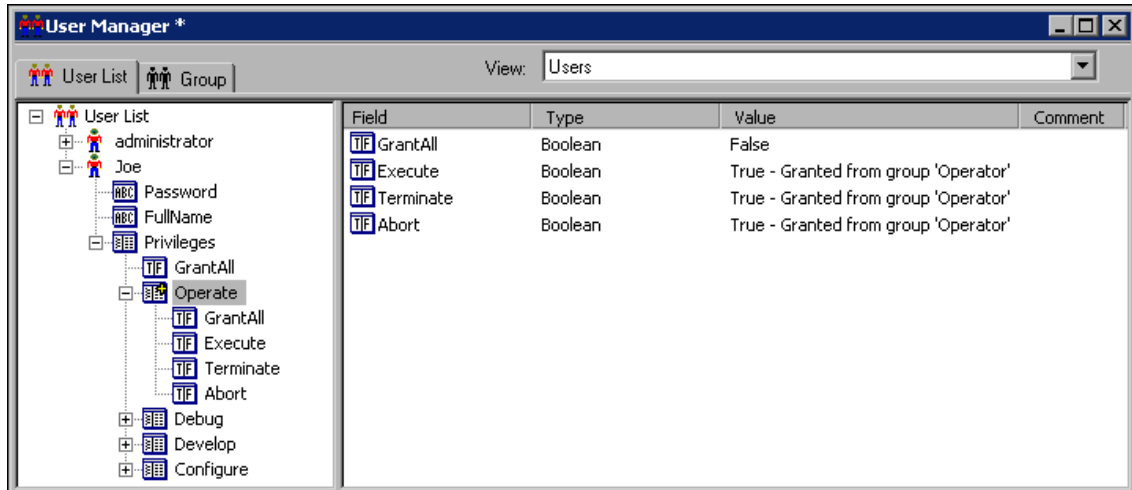 User Manager *
User List Group View: Users
User List
administrator
Joe
ABC Password
ABC FullName
Privileges
T|F GrantAll
Operate
T|F GrantAll
T|F Execute
T|F Terminate
T|F Abort
Debug
Develop
Configure
Field Type Value Comment
T|F GrantAll Boolean False
T|F Execute Boolean True - Granted from group 'Operator'
T|F Terminate Boolean True - Granted from group 'Operator'
T|F Abort Boolean True - Granted from group 'Operator'